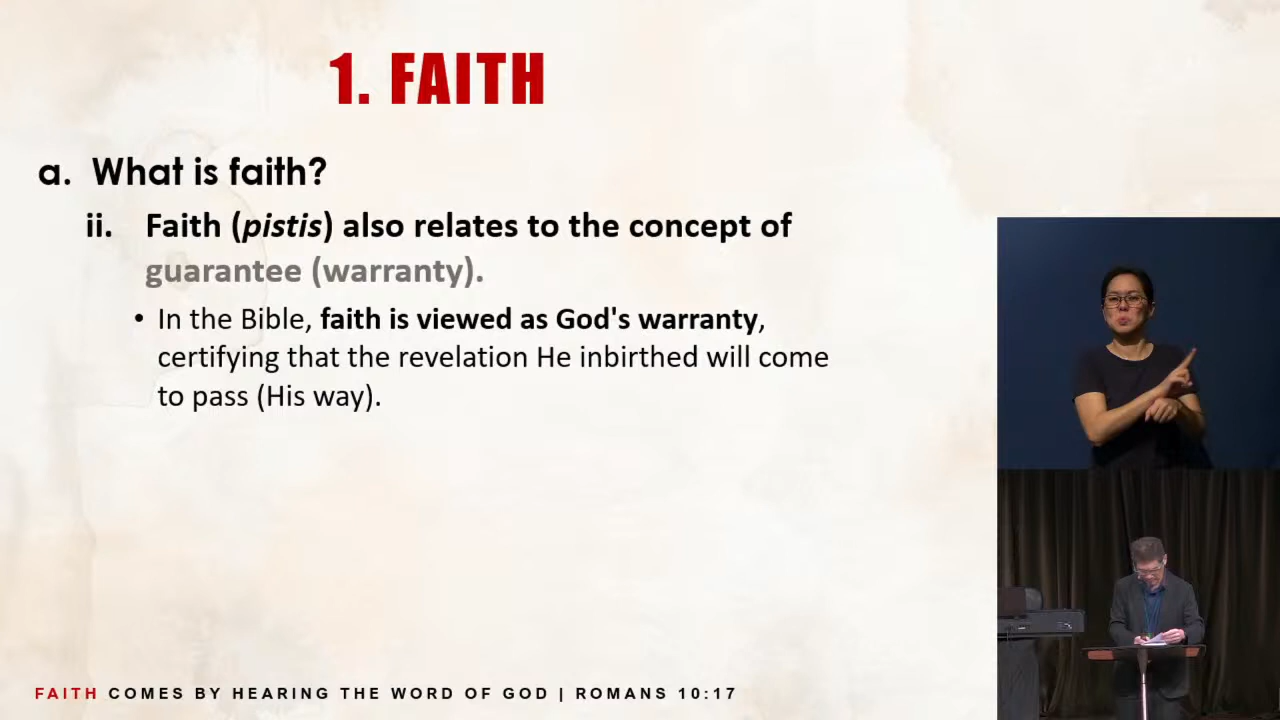 1. FAITH
a. What is faith?
ii. Faith (pistis) also relates to the concept of
guarantee (warranty).
• In the Bible, faith is viewed as God's warranty,
certifying that the revelation He inbirthed will come
to pass (His way).
FAITH COMES BY HEARING THE WORD OF GOD | ROMANS 10:17